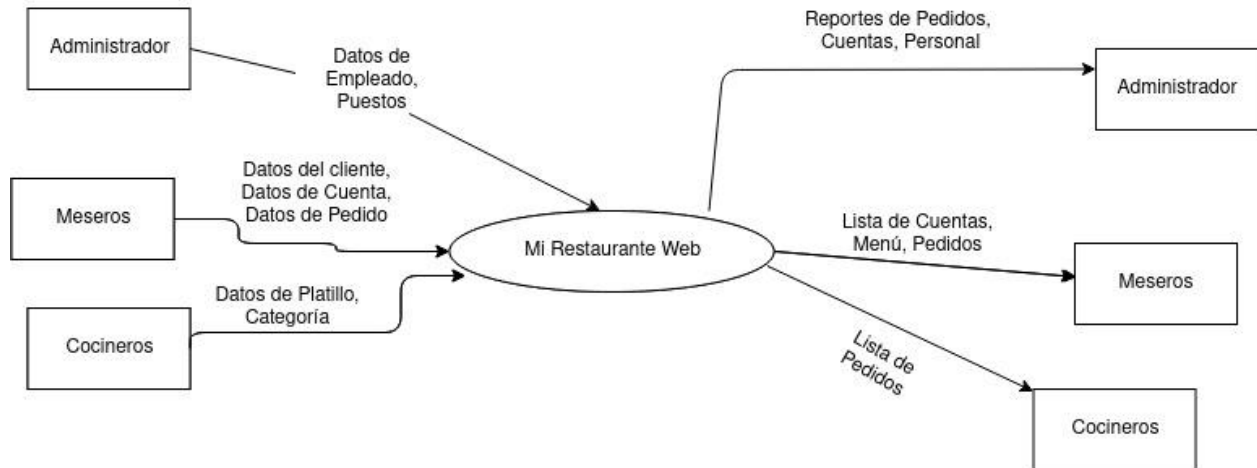 Administrador
Datos de
Empleado,
Puestos
Reportes de Pedidos,
Cuentas, Personal
Administrador
Meseros
Datos del cliente,
Datos de Cuenta,
Datos de Pedido
Mi Restaurante Web
Lista de Cuentas,
Menú, Pedidos
Meseros
Cocineros
Datos de Platillo,
Categoría
Lista de
Pedidos
Cocineros